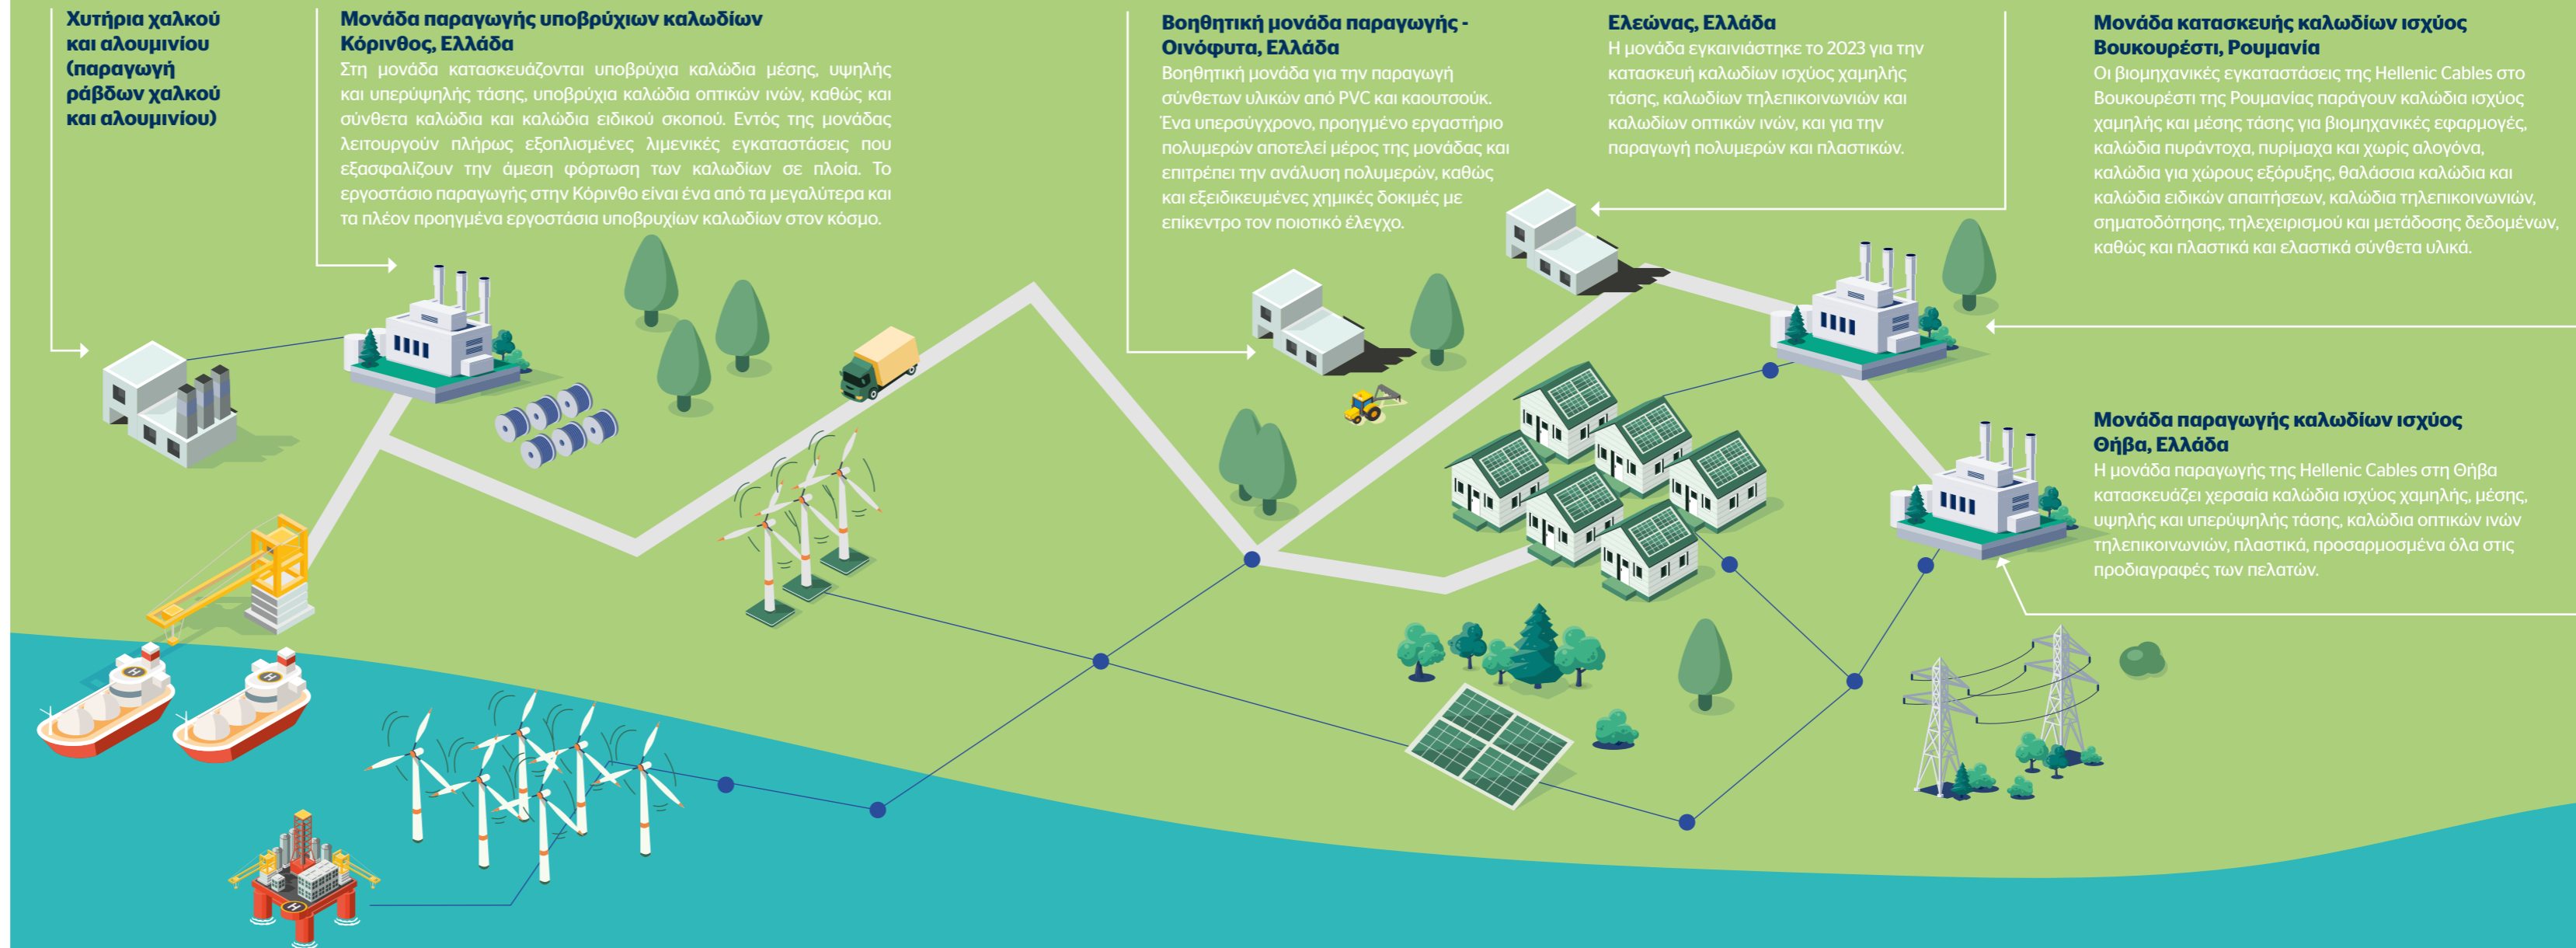 Χυτήρια χαλκού
και αλουμινίου
(παραγωγή
ράβδων χαλκού
και αλουμινίου)
Μονάδα παραγωγής υποβρύχιων καλωδίων
Κόρινθος, Ελλάδα
Στη μονάδα κατασκευάζονται υποβρύχια καλώδια μέσης, υψηλής
και υπερύψηλής τάσης, υποβρύχια καλώδια οπτικών ινών, καθώς και
σύνθετα καλώδια και καλώδια ειδικού σκοπού. Εντός της μονάδας
λειτουργούν πλήρως εξοπλισμένες λιμενικές εγκαταστάσεις που
εξασφαλίζουν την άμεση φόρτωση των καλωδίων σε πλοία. Το
εργοστάσιο παραγωγής στην Κόρινθο είναι ένα από τα μεγαλύτερα και
τα πλέον προηγμένα εργοστάσια υποβρυχίων καλωδίων στον κόσμο.
Βοηθητική μονάδα παραγωγής -
Οινόφυτα, Ελλάδα
Βοηθητική μονάδα για την παραγωγή
σύνθετων υλικών από PVC και καουτσούκ.
Ένα υπερσύγχρονο, προηγμένο εργαστήριο
πολυμερών αποτελεί μέρος της μονάδας και
επιτρέπει την ανάλυση πολυμερών, καθώς
και εξειδικευμένες χημικές δοκιμές με
επίκεντρο τον ποιοτικό έλεγχο.
Ελεώνας, Ελλάδα
Η μονάδα εγκαινιάστηκε το 2023 για την
κατασκευή καλωδίων ισχύος χαμηλής
τάσης, καλωδίων τηλεπικοινωνιών και
καλωδίων οπτικών ινών, και για την
παραγωγή πολυμερών και πλαστικών.
Μονάδα κατασκευής καλωδίων ισχύος
Βουκουρέστι, Ρουμανία
Οι βιομηχανικές εγκαταστάσεις της Hellenic Cables στο
Βουκουρέστι της Ρουμανίας παράγουν καλώδια ισχύος
χαμηλής και μέσης τάσης για βιομηχανικές εφαρμογές,
καλώδια πυράντοχα, πυρίμαχα και χωρίς αλογόνα,
καλώδια για χώρους εξόρυξης, θαλάσσια καλώδια και
καλώδια ειδικών απαιτήσεων, καλώδια τηλεπικοινωνιών,
σηματοδότησης, τηλεχειρισμού και μετάδοσης δεδομένων,
καθώς και πλαστικά και ελαστικά σύνθετα υλικά.
Μονάδα παραγωγής καλωδίων ισχύος
Θήβα, Ελλάδα
Η μονάδα παραγωγής της Hellenic Cables στη Θήβα
κατασκευάζει χερσαία καλώδια ισχύος χαμηλής, μέσης,
υψηλής και υπερύψηλής τάσης, καλώδια οπτικών ινών
τηλεπικοινωνιών, πλαστικά, προσαρμοσμένα όλα στις
προδιαγραφές των πελατών.
H
H
H